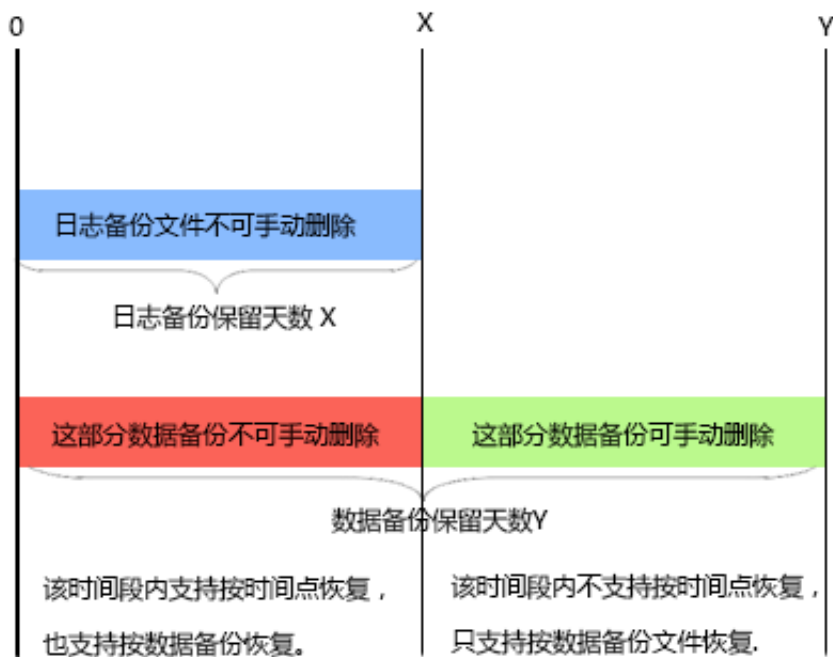 0
X
Y
日志备份文件不可手动删除
日志备份保留天数 X
这部分数据备份不可手动删除
这部分数据备份可手动删除
数据备份保留天数Y
该时间段内支持按时间点恢复，
也支持按数据备份恢复。
该时间段内不支持按时间点恢复，
只支持按数据备份文件恢复.